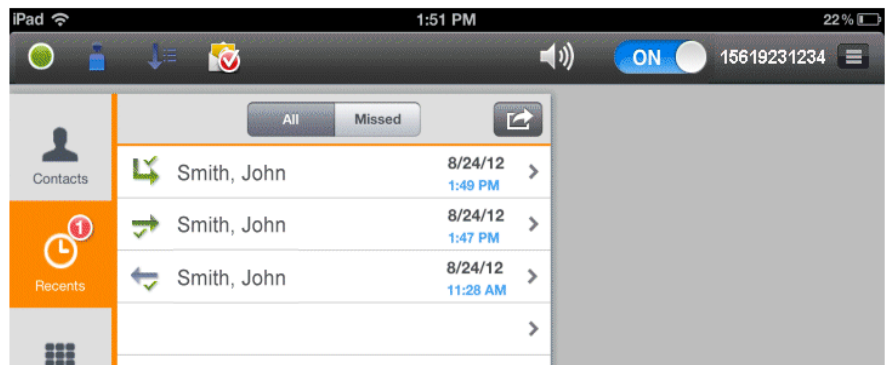 iPad 1:51 PM 22%
ON 15619231234
All Missed
Contacts
Smith, John 8/24/12
1:49 PM
1
Recents
Smith, John 8/24/12
1:47 PM
Smith, John 8/24/12
11:28 AM